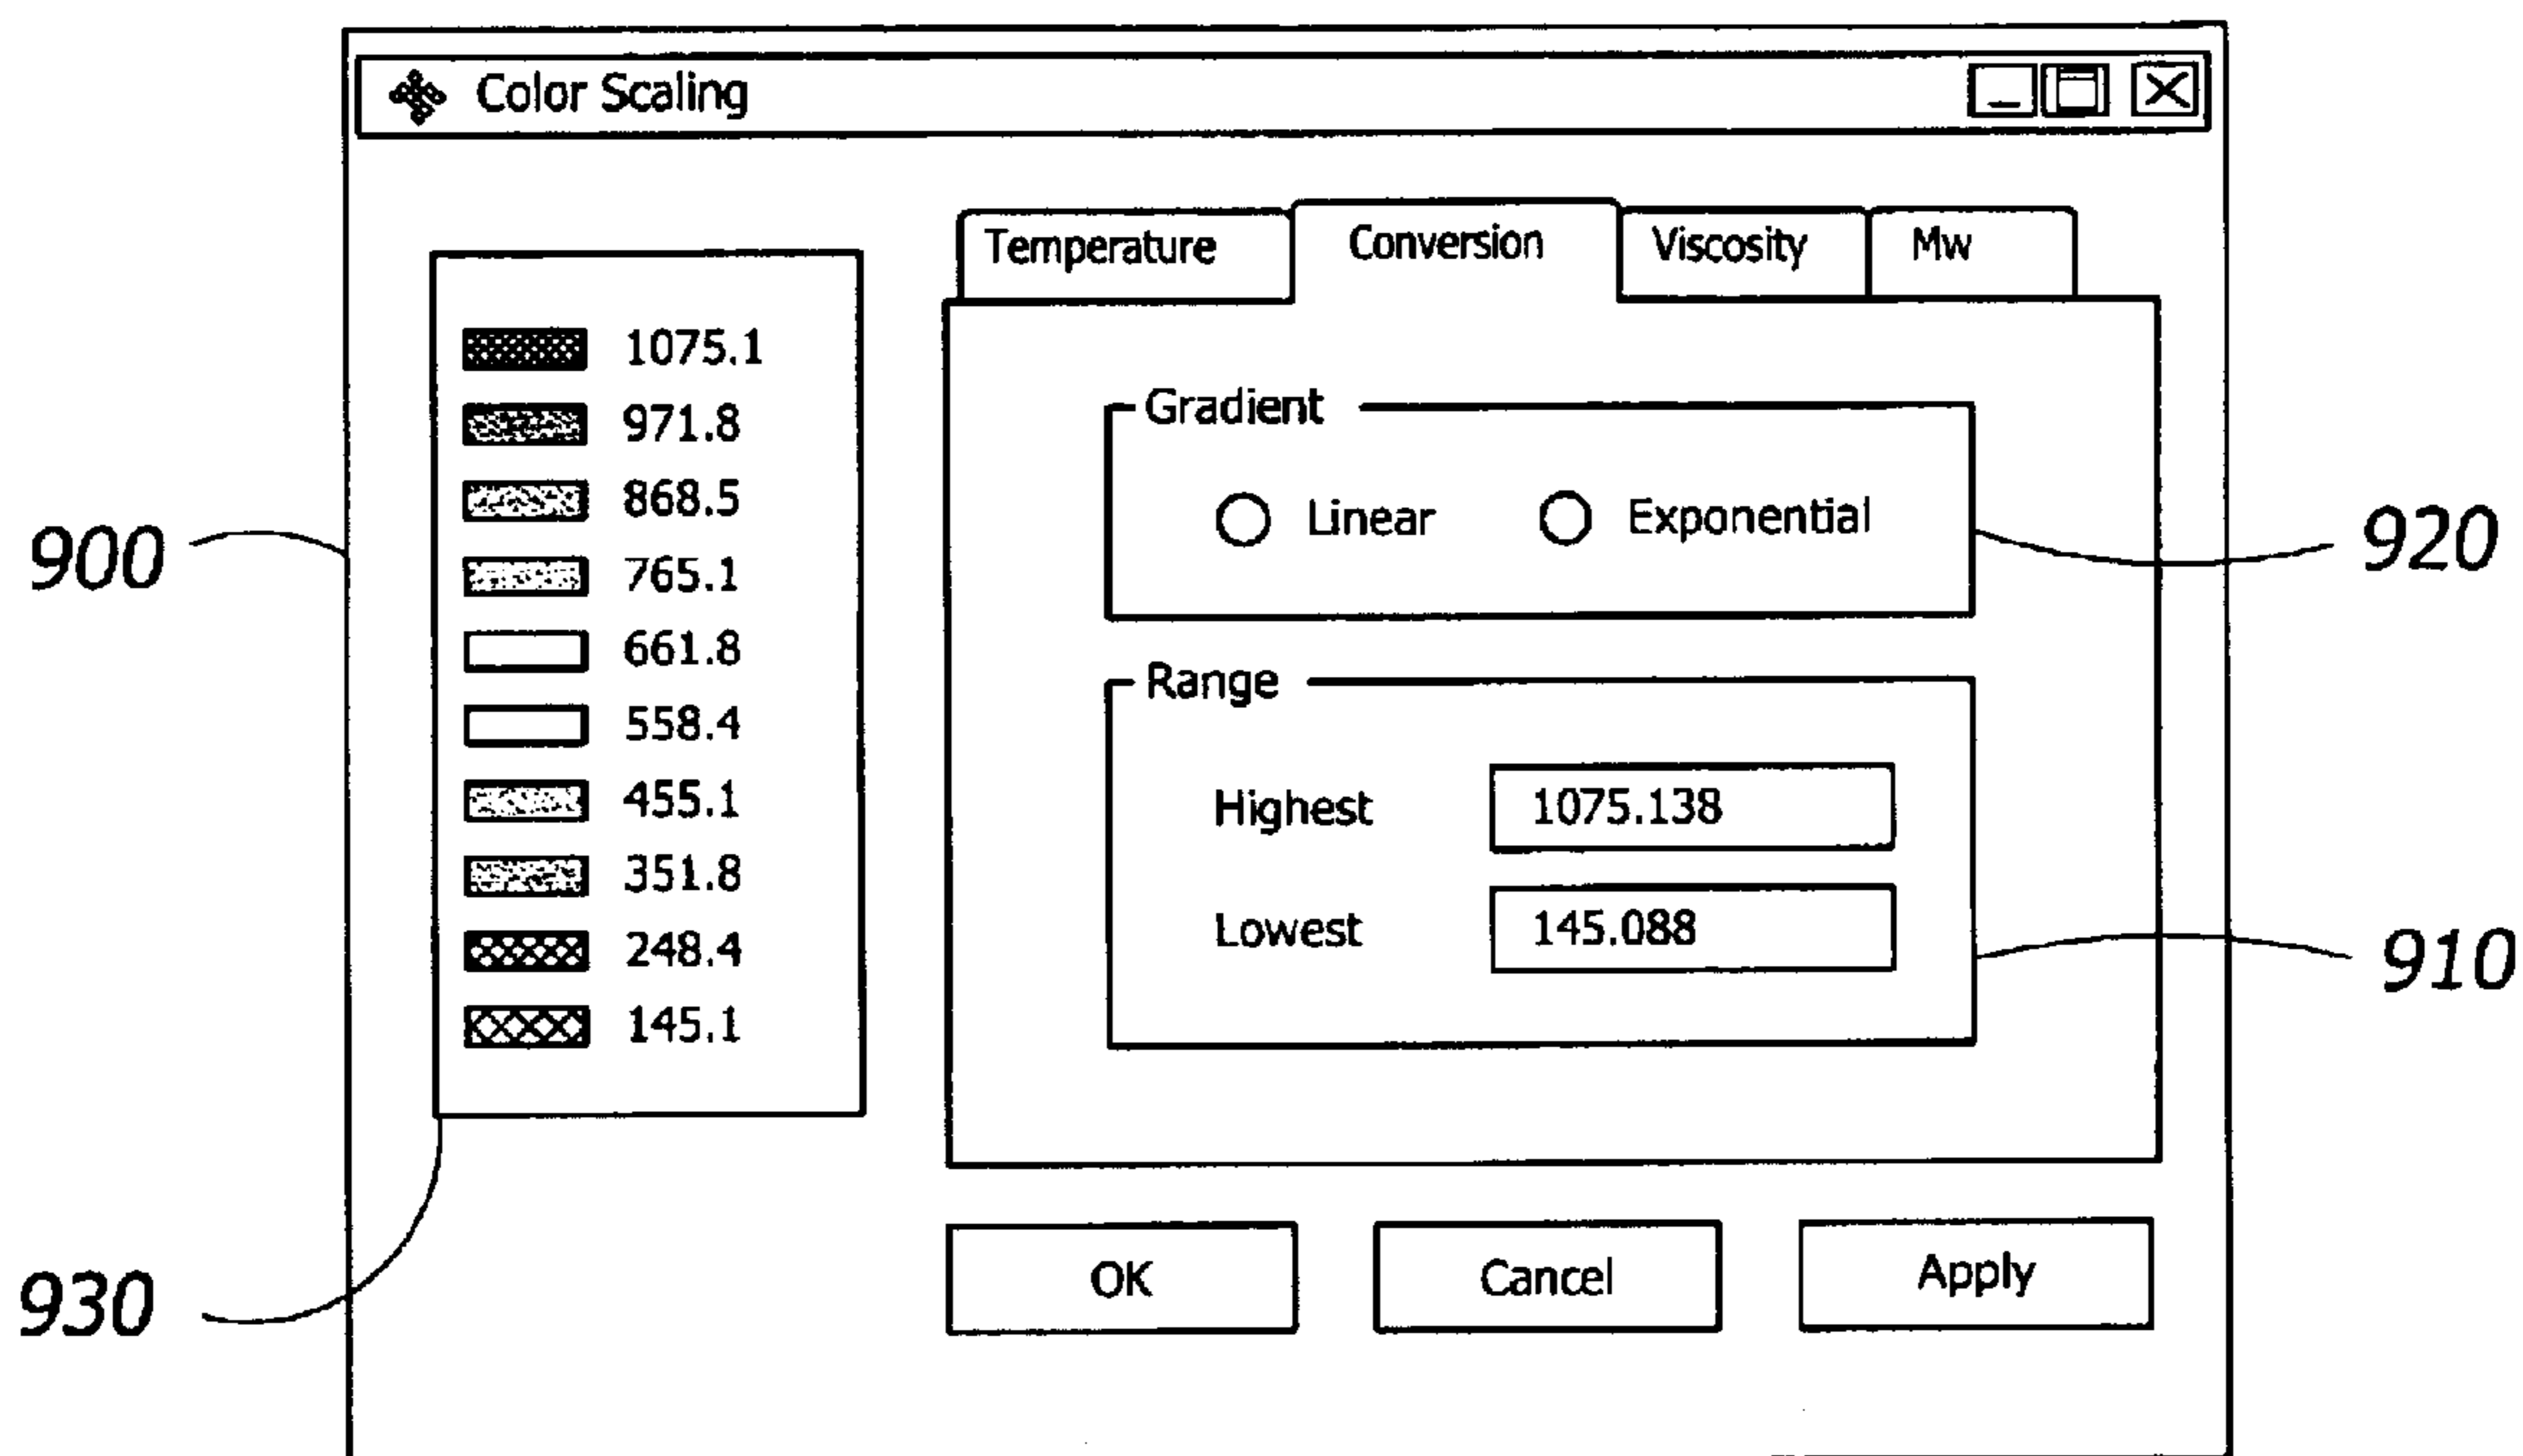 Color Scaling
1075.1
971.8
868.5
765.1
661.8
558.4
455.1
351.8
248.4
145.1
Temperature Conversion Viscosity Mw
Gradient
Linear Exponential
Range
Highest 1075.138
Lowest 145.088
OK Cancel Apply
900
920
910
930